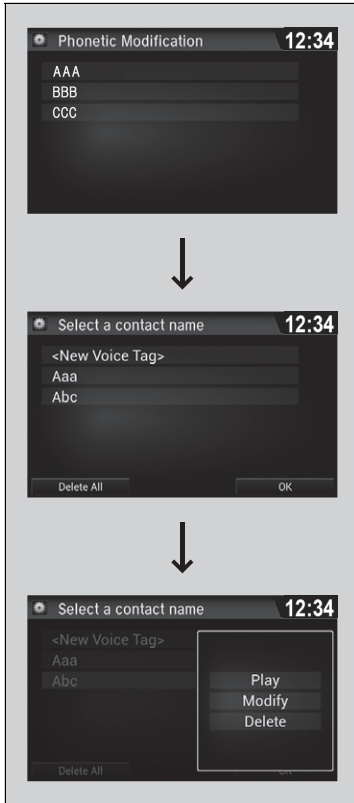 Phonetic Modification 12:34
AAA
BBB
CCC
Select a contact name 12:34
<New Voice Tag>
Aaa
Abc
Delete All OK
Select a contact name 12:34
<New Voice Tag>
Aaa
Abc
Play
Modify
Delete
Delete All OK